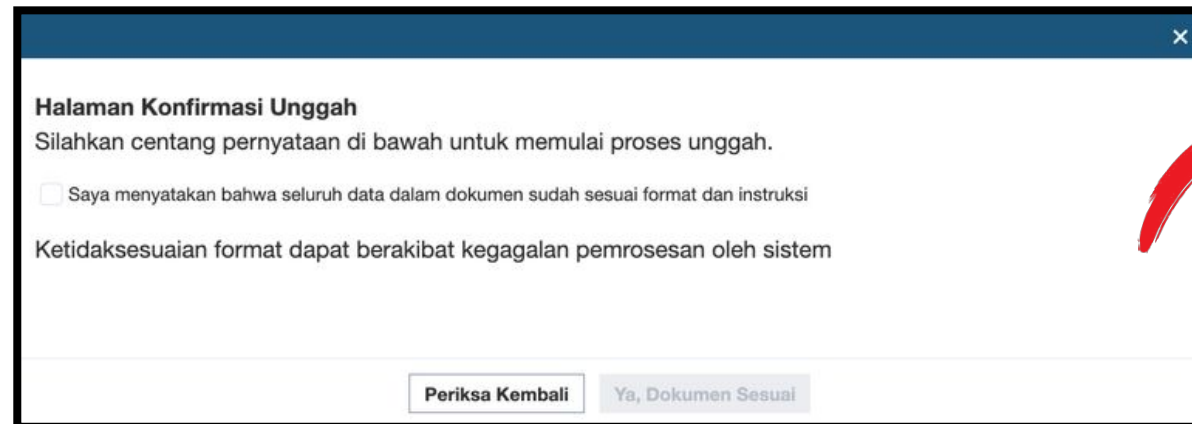 Halaman Konfirmasi Unggah
Silahkan centang pernyataan di bawah untuk memulai proses unggah.
Saya menyatakan bahwa seluruh data dalam dokumen sudah sesuai format dan instruksi
Ketidaksesuaian format dapat berakibat kegagalan pemrosesan oleh sistem
Periksa Kembali
Ya, Dokumen Sesuai